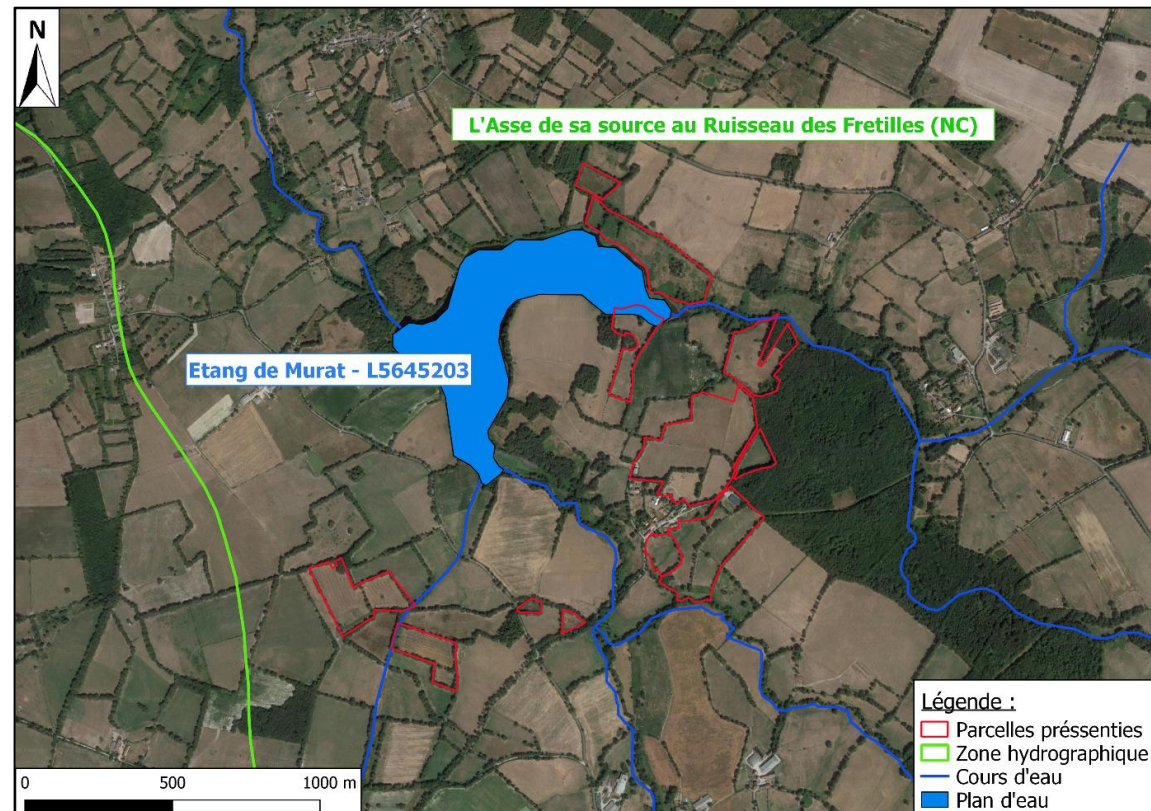 N
L'Asse de sa source au Ruisseau des Fretilles (NC)
Etang de Murat - L5645203
Légende :
Parcelles préssenties
Zone hydrographique
Cours d'eau
Plan d'eau
0 500 1000 m